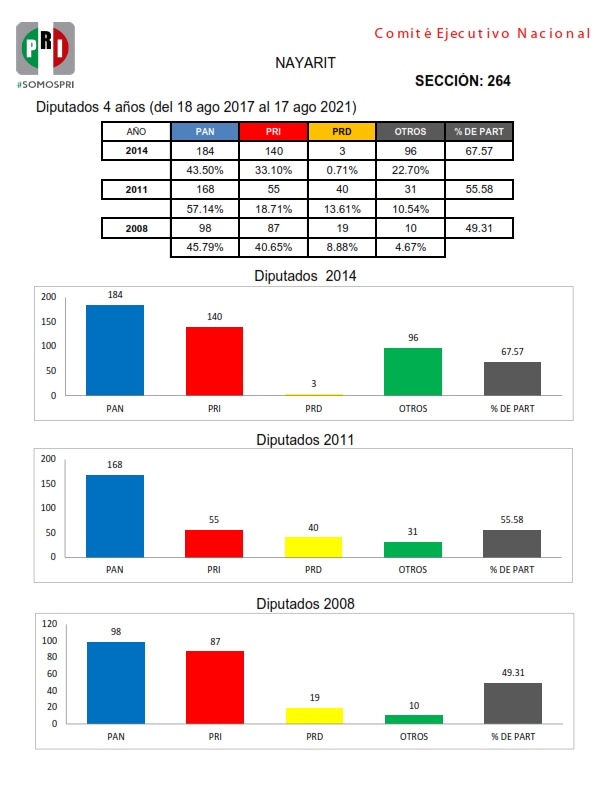 Comité Ejecutivo Nacional
PRI
#SOMOSPRI
NAYARIT
SECCIÓN: 264
Diputados 4 años (del 18 ago 2017 al 17 ago 2021)
AÑO PAN PRI PRD OTROS % DE PART
2014 184 140 3 96 67.57
43.50% 33.10% 0.71% 22.70%
2011 168 55 40 31 55.58
57.14% 18.71% 13.61% 10.54%
2008 98 87 19 10 49.31
45.79% 40.65% 8.88% 4.67%
Diputados 2014
200
150
100
50
0
184
140
3
96
67.57
PAN PRI PRD OTROS % DE PART
Diputados 2011
200
150
100
50
0
168
55
40
31
55.58
PAN PRI PRD OTROS % DE PART
Diputados 2008
120
100
80
60
40
20
0
98
87
19
10
49.31
PAN PRI PRD OTROS % DE PART